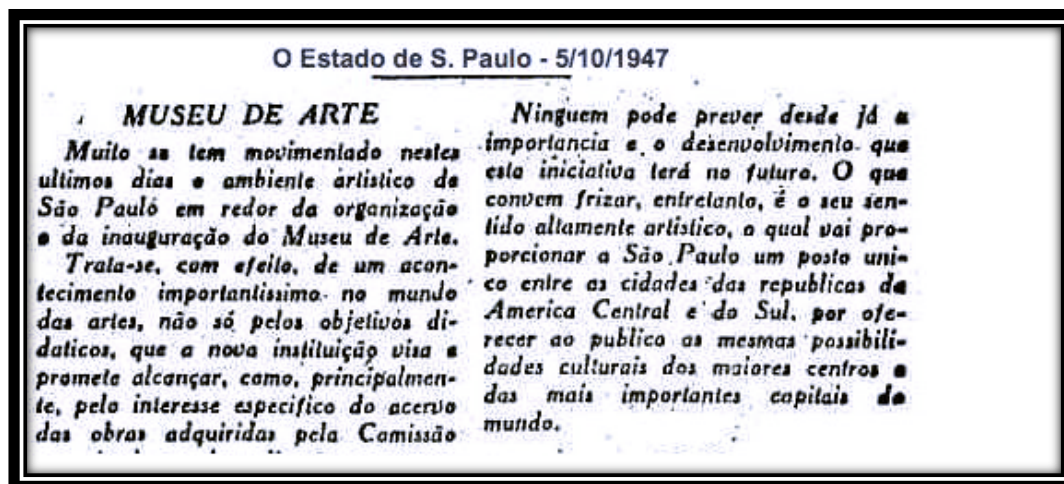 O Estado de S. Paulo - 5/10/1947
MUSEU DE ARTE
Muito se tem movimentado nestes
ultimos dias o ambiente artistico de
São Paulo em redor da organização
e da inauguração do Museu de Arte.
Trata-se, com efeito, de um acon-
tecimento importantissimo no mundo
das artes, não só pelos objetivos di-
daticos, que a nova instituição visa e
promete alcançar, como, principalmen-
te, pelo interesse especifico do acervo
das obras adquiridas pela Comissão
Ninguem pode prever desde já a
importancia e o desenvolvimento que
esta iniciativa terá no futuro. O que
convem frizar, entretanto, é o seu sen-
tido altamente artistico, o qual vai pro-
porcionar a São Paulo um posto uni-
co entre as cidades das republicas da
America Central e do Sul, por ofe-
recer ao publico as mesmas possibili-
dades culturais dos maiores centros e
das mais importantes capitais do
mundo.